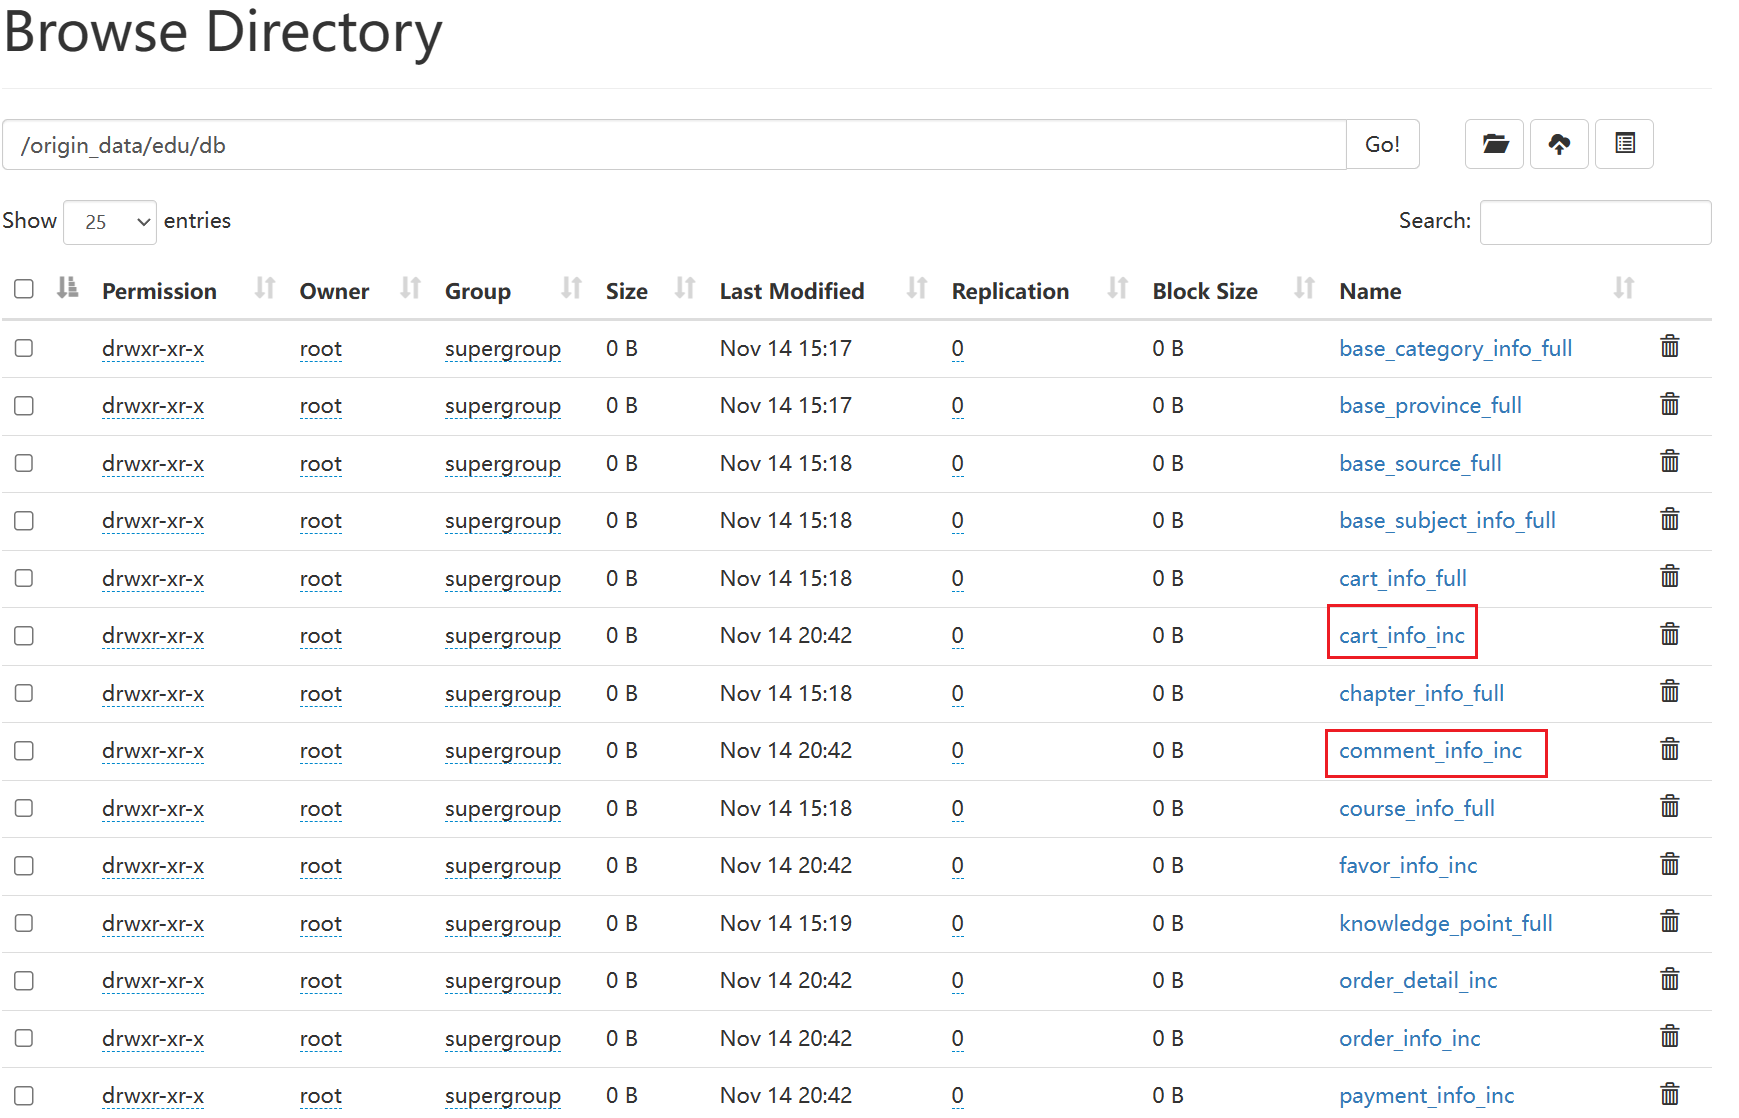 Browse Directory
/origin_data/edu/db Go!
Show 25 entries Search:
Permission Owner Group Size Last Modified Replication Block Size Name
drwxr-xr-x root supergroup 0 B Nov 14 15:17 0 0 B base_category_info_full
drwxr-xr-x root supergroup 0 B Nov 14 15:17 0 0 B base_province_full
drwxr-xr-x root supergroup 0 B Nov 14 15:18 0 0 B base_source_full
drwxr-xr-x root supergroup 0 B Nov 14 15:18 0 0 B base_subject_info_full
drwxr-xr-x root supergroup 0 B Nov 14 15:18 0 0 B cart_info_full
drwxr-xr-x root supergroup 0 B Nov 14 20:42 0 0 B cart_info_inc
drwxr-xr-x root supergroup 0 B Nov 14 15:18 0 0 B chapter_info_full
drwxr-xr-x root supergroup 0 B Nov 14 20:42 0 0 B comment_info_inc
drwxr-xr-x root supergroup 0 B Nov 14 15:18 0 0 B course_info_full
drwxr-xr-x root supergroup 0 B Nov 14 20:42 0 0 B favor_info_inc
drwxr-xr-x root supergroup 0 B Nov 14 15:19 0 0 B knowledge_point_full
drwxr-xr-x root supergroup 0 B Nov 14 20:42 0 0 B order_detail_inc
drwxr-xr-x root supergroup 0 B Nov 14 20:42 0 0 B order_info_inc
drwxr-xr-x root supergroup 0 B Nov 14 20:42 0 0 B payment_info_inc